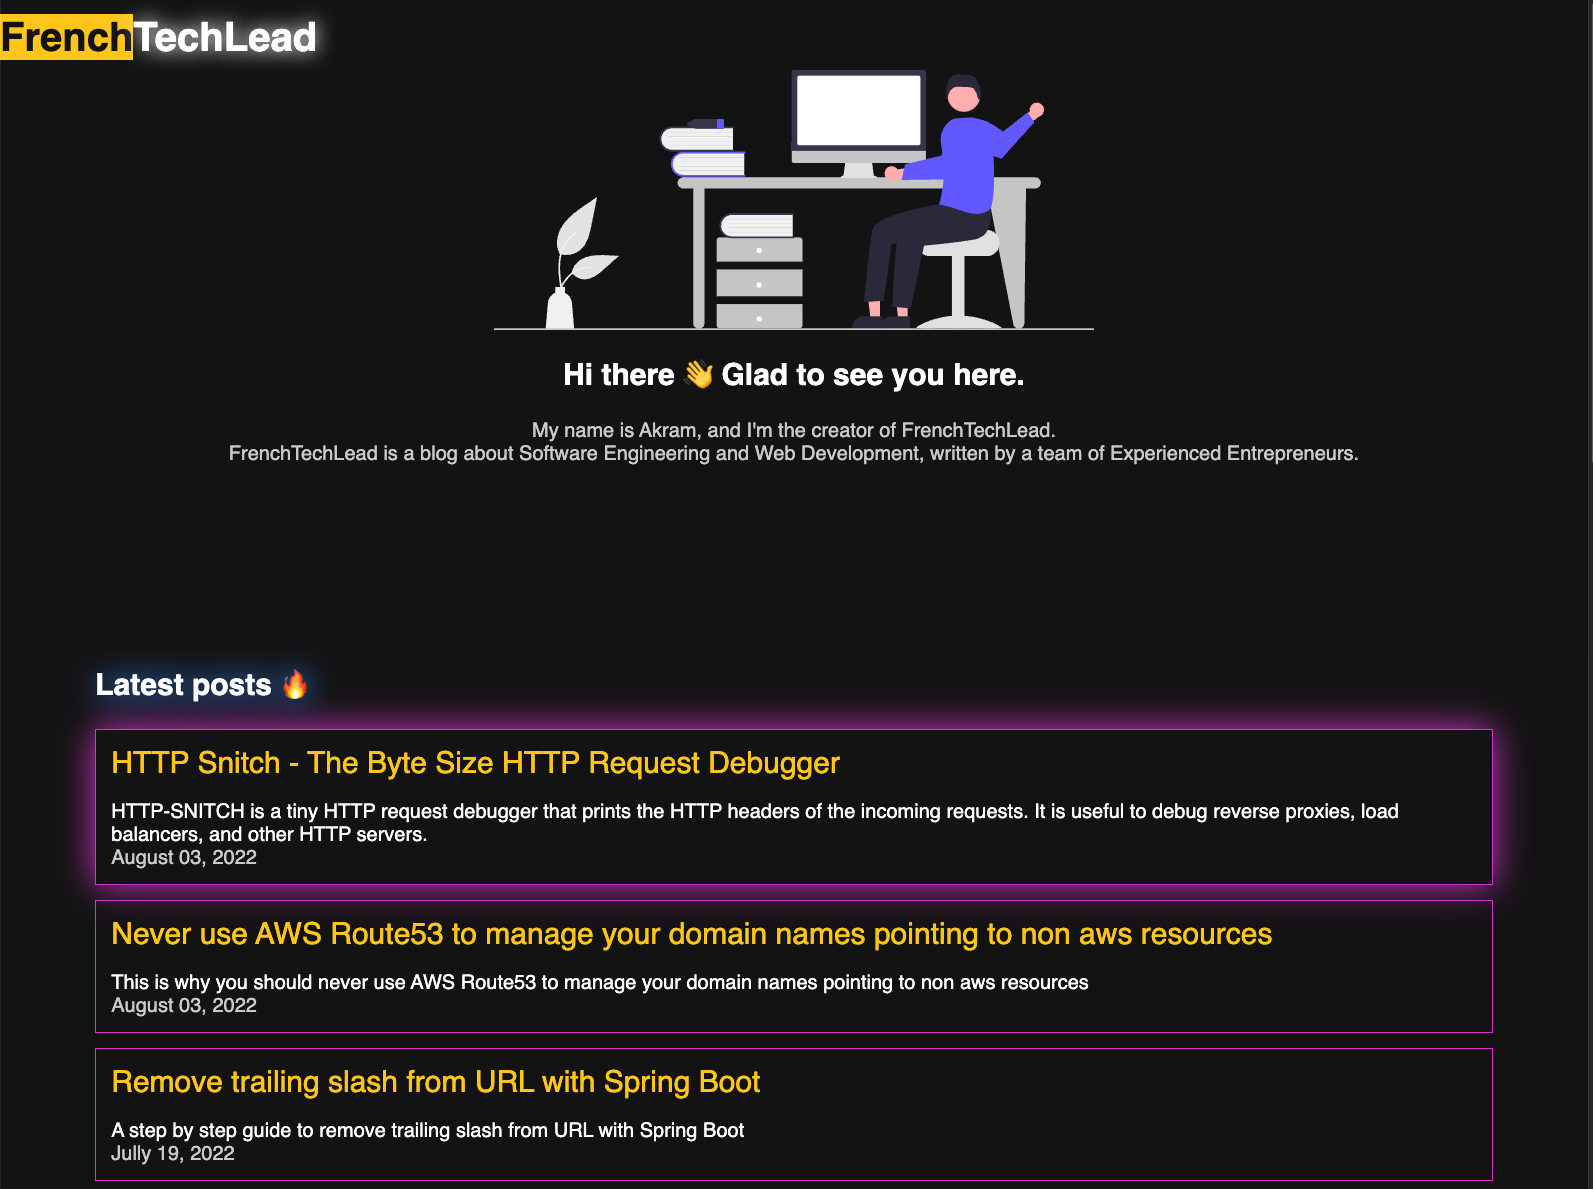 FrenchTechLead
Hi there 👋 Glad to see you here.
My name is Akram, and I'm the creator of FrenchTechLead.
FrenchTechLead is a blog about Software Engineering and Web Development, written by a team of Experienced Entrepreneurs.
Latest posts 🔥
HTTP Snitch - The Byte Size HTTP Request Debugger
HTTP-SNITCH is a tiny HTTP request debugger that prints the HTTP headers of the incoming requests. It is useful to debug reverse proxies, load
balancers, and other HTTP servers.
August 03, 2022
Never use AWS Route53 to manage your domain names pointing to non aws resources
This is why you should never use AWS Route53 to manage your domain names pointing to non aws resources
August 03, 2022
Remove trailing slash from URL with Spring Boot
A step by step guide to remove trailing slash from URL with Spring Boot
Jully 19, 2022